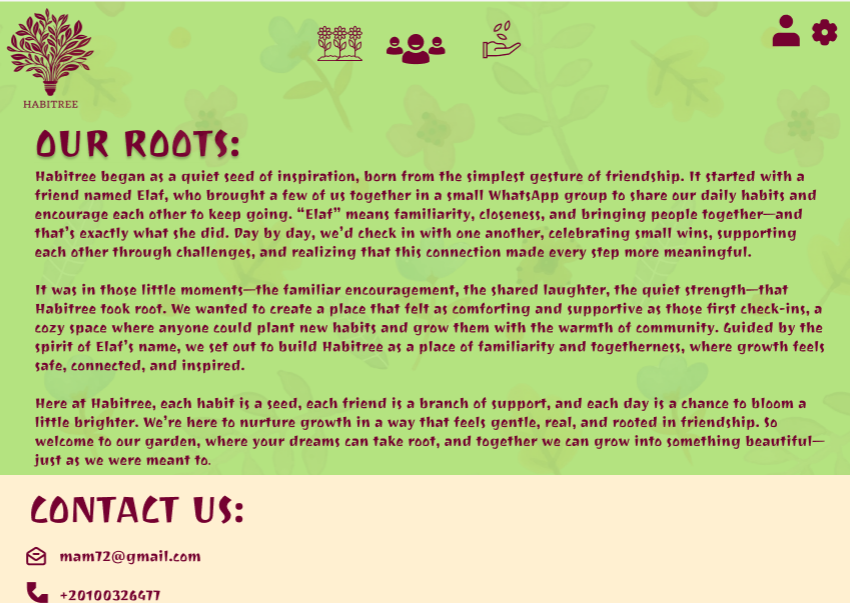 HABITREE
OUR ROOTS:
Habitree began as a quiet seed of inspiration, born from the simplest gesture of friendship. It started with a
friend named Elaf, who brought a few of us together in a small WhatsApp group to share our daily habits and
encourage each other to keep going. “Elaf” means familiarity, closeness, and bringing people together—and
that’s exactly what she did. Day by day, we’d check in with one another, celebrating small wins, supporting
each other through challenges, and realizing that this connection made every step more meaningful.
It was in those little moments—the familiar encouragement, the shared laughter, the quiet strength—that
Habitree took root. We wanted to create a place that felt as comforting and supportive as those first check-ins, a
cozy space where anyone could plant new habits and grow them with the warmth of community. Guided by the
spirit of Elaf’s name, we set out to build Habitree as a place of familiarity and togetherness, where growth feels
safe, connected, and inspired.
Here at Habitree, each habit is a seed, each friend is a branch of support, and each day is a chance to bloom a
little brighter. We’re here to nurture growth in a way that feels gentle, real, and rooted in friendship. So
welcome to our garden, where your dreams can take root, and together we can grow into something beautiful—
just as we were meant to.
CONTACT US:
mam72@gmail.com
+20100326477